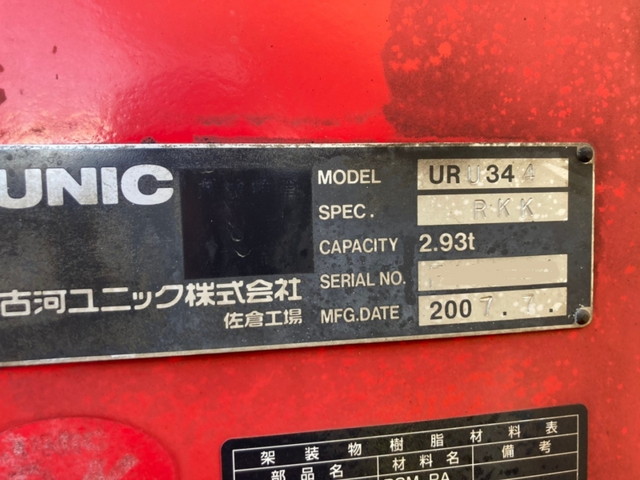 UNIC
MODEL URU344
SPEC. RKK
CAPACITY 2.93t
SERIAL NO.
MFG.DATE 2007.7.
古河ユニック株式会社
佐倉工場
架装物樹脂材料表
部品名 材料名 備考